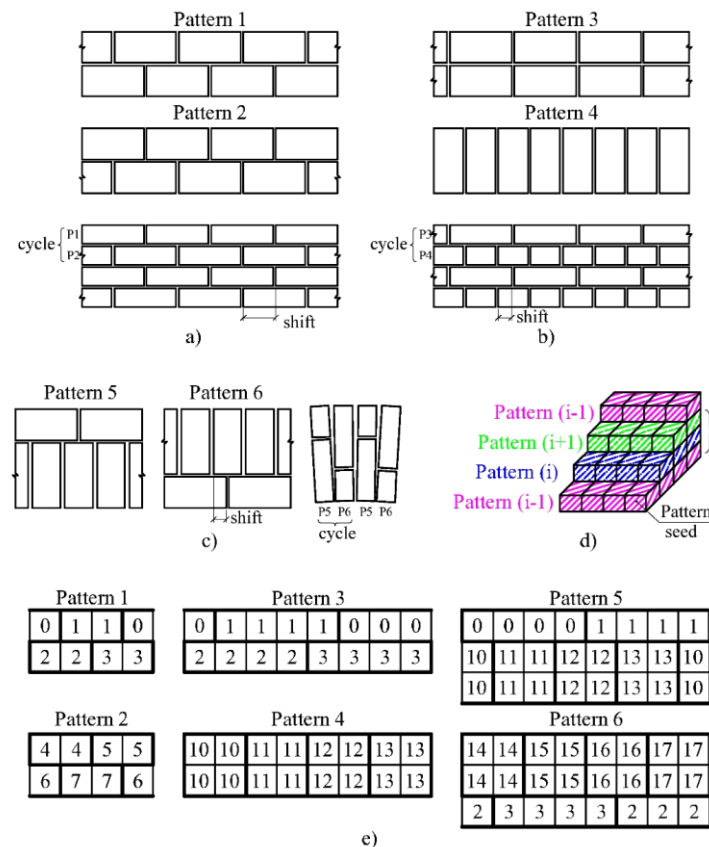 Pattern 1
Pattern 3
Pattern 2
Pattern 4
cycle
P1
P2
shift
a)
cycle
P3
P4
shift
b)
Pattern 5
Pattern 6
shift
P5 P6 P5 P6
cycle
c)
Pattern (i-1)
Pattern (i+1)
Pattern (i)
Pattern (i-1)
Pattern
seed
d)
Pattern 1
0 1 1 0
2 2 3 3
Pattern 3
0 1 1 1 1 0 0 0
2 2 2 2 3 3 3 3
Pattern 5
0 0 0 0 1 1 1 1
10 11 11 12 12 13 13 10
10 11 11 12 12 13 13 10
Pattern 2
4 4 5 5
6 7 7 6
Pattern 4
10 10 11 11 12 12 13 13
10 10 11 11 12 12 13 13
Pattern 6
14 14 15 15 16 16 17 17
14 14 15 15 16 16 17 17
2 3 3 3 3 2 2 2
e)